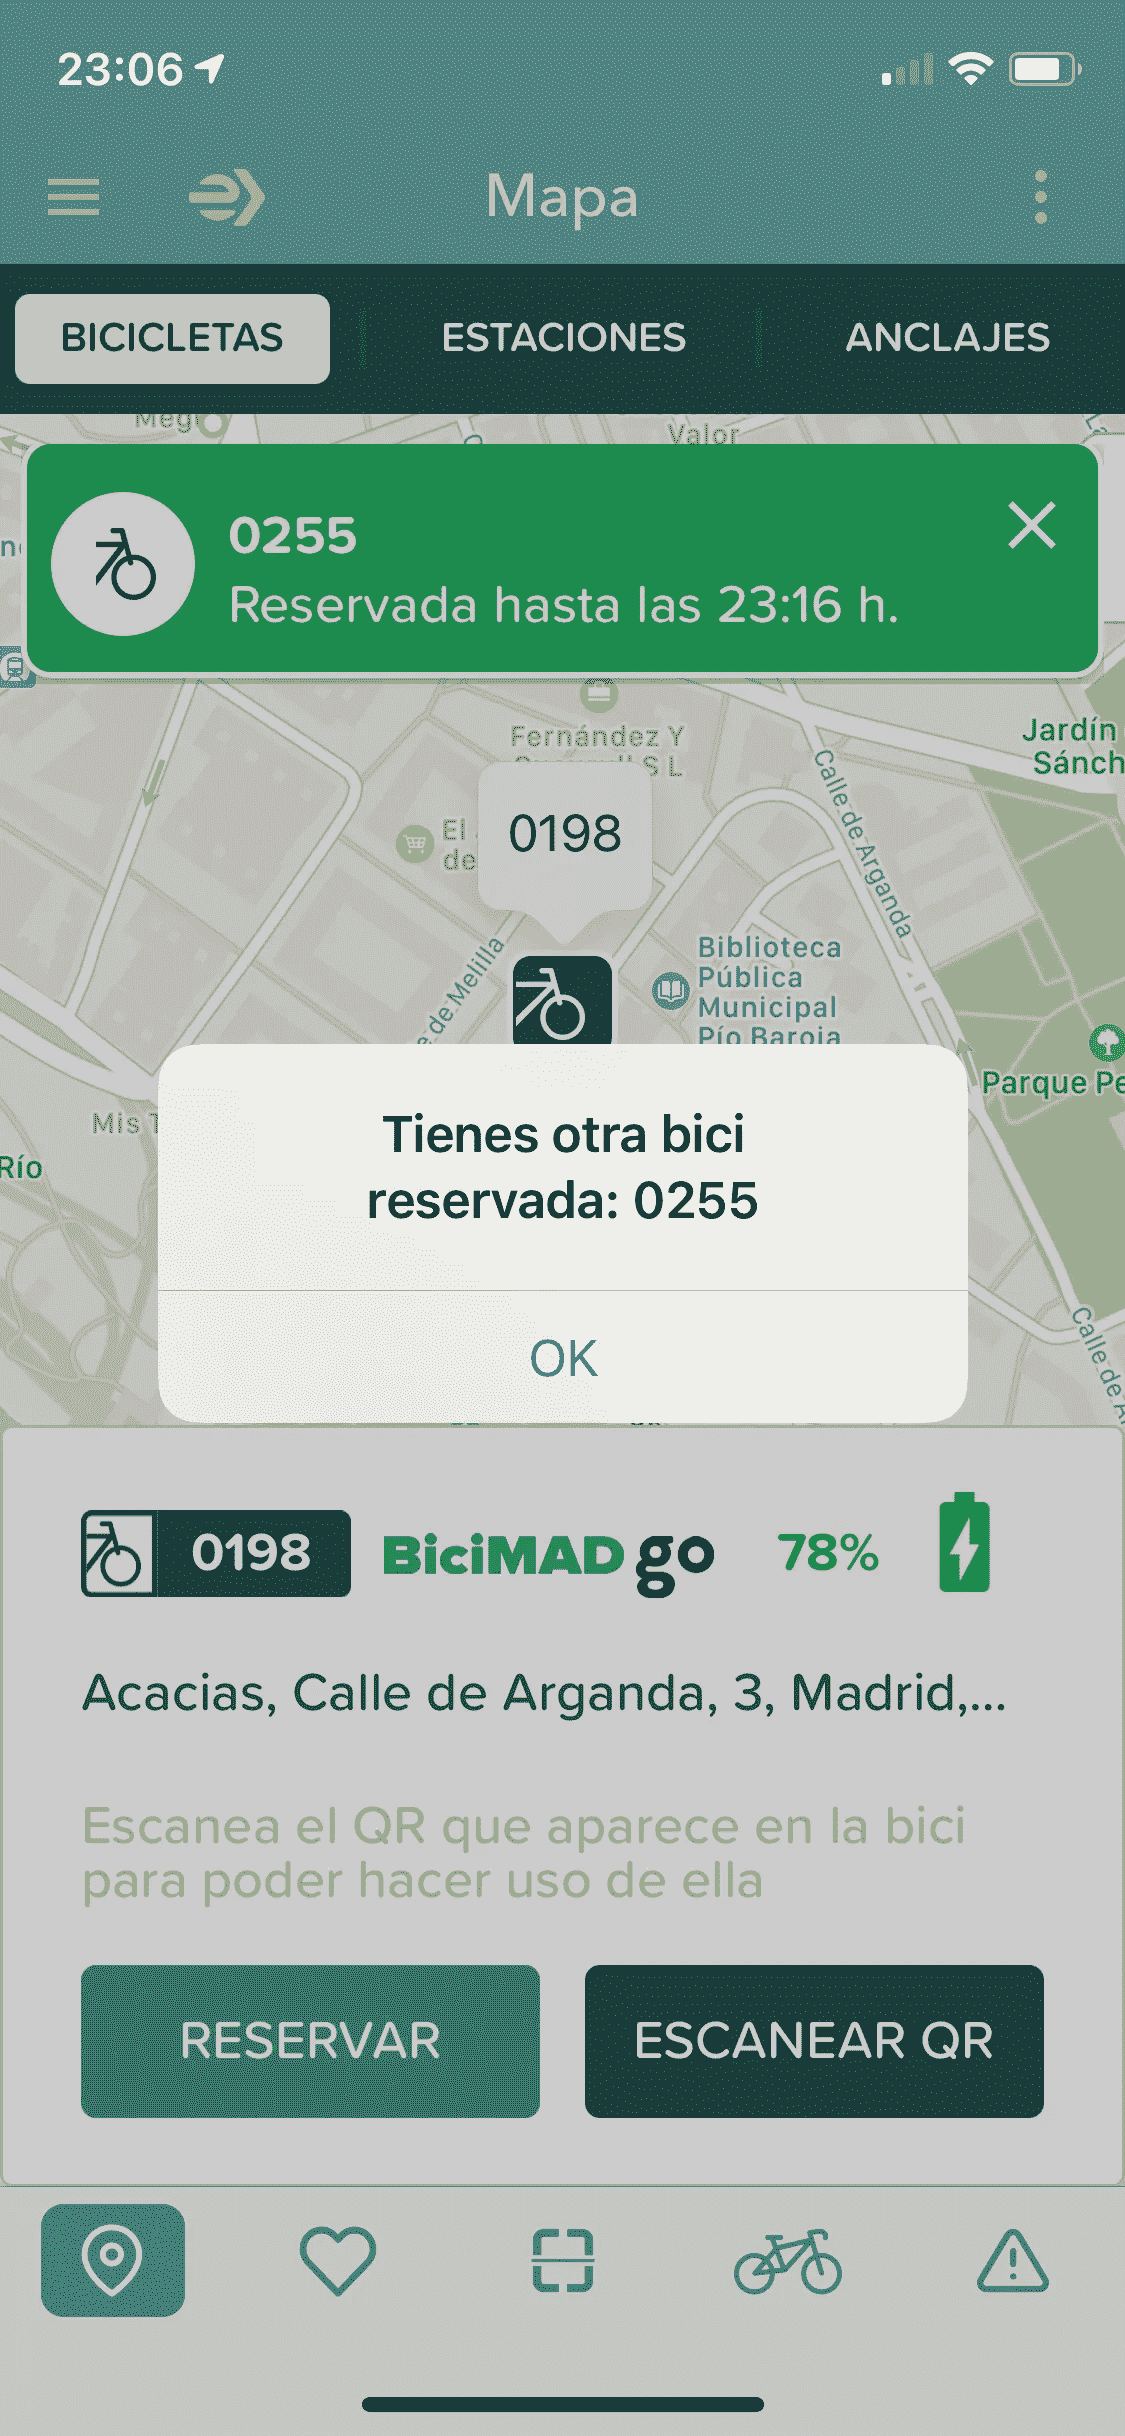 23:06
Mapa
BICICLETAS
ESTACIONES
ANCLAJES
Valor
0255
Reservada hasta las 23:16 h.
Fernández Y
S L
Jardín
Sánch
El
de
0198
Calle de Arganda
Biblioteca
Pública
Municipal
Pío Baroja
e de Melilla
Parque Pe
Mis T
Río
Tienes otra bici
reservada: 0255
OK
Calle de A
0198
BiciMAD go
78%
Acacias, Calle de Arganda, 3, Madrid,...
Escanea el QR que aparece en la bici
para poder hacer uso de ella
RESERVAR
ESCANEAR QR